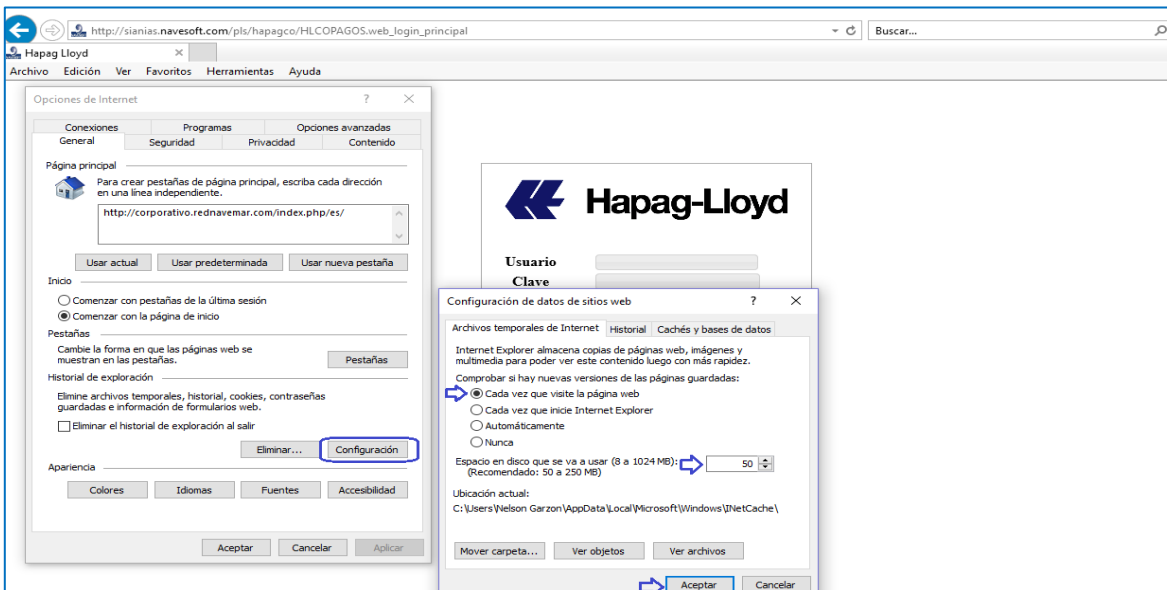 http://sianias.navesoft.com/pls/hapagco/HLCOPAGOS.web_login_principal
Buscar...
Hapag Lloyd
Archivo Edición Ver Favoritos Herramientas Ayuda
Opciones de Internet
Conexiones Programas Opciones avanzadas
General Seguridad Privacidad Contenido
Página principal
Para crear pestañas de página principal, escriba cada dirección
en una línea independiente.
http://corporativo.rednavemar.com/index.php/es/
Usar actual Usar predeterminada Usar nueva pestaña
Inicio
Comenzar con pestañas de la última sesión
Comenzar con la página de inicio
Pestañas
Cambie la forma en que las páginas web se
muestran en las pestañas.
Pestañas
Historial de exploración
Elimine archivos temporales, historial, cookies, contraseñas
guardadas e información de formularios web.
Eliminar el historial de exploración al salir
Eliminar... Configuración
Apariencia
Colores Idiomas Fuentes Accesibilidad
Aceptar Cancelar Aplicar
Hapag-Lloyd
Usuario
Clave
Configuración de datos de sitios web
Archivos temporales de Internet Historial Cachés y bases de datos
Internet Explorer almacena copias de páginas web, imágenes y
multimedia para poder ver este contenido luego con más rapidez.
Comprobar si hay nuevas versiones de las páginas guardadas:
Cada vez que visite la página web
Cada vez que inicie Internet Explorer
Automáticamente
Nunca
Espacio en disco que se va a usar (8 a 1024 MB): 50
(Recomendado: 50 a 250 MB)
Ubicación actual:
C:\Users\Nelson Garzon\AppData\Local\Microsoft\Windows\INetCache\
Mover carpeta... Ver objetos Ver archivos
Aceptar Cancelar